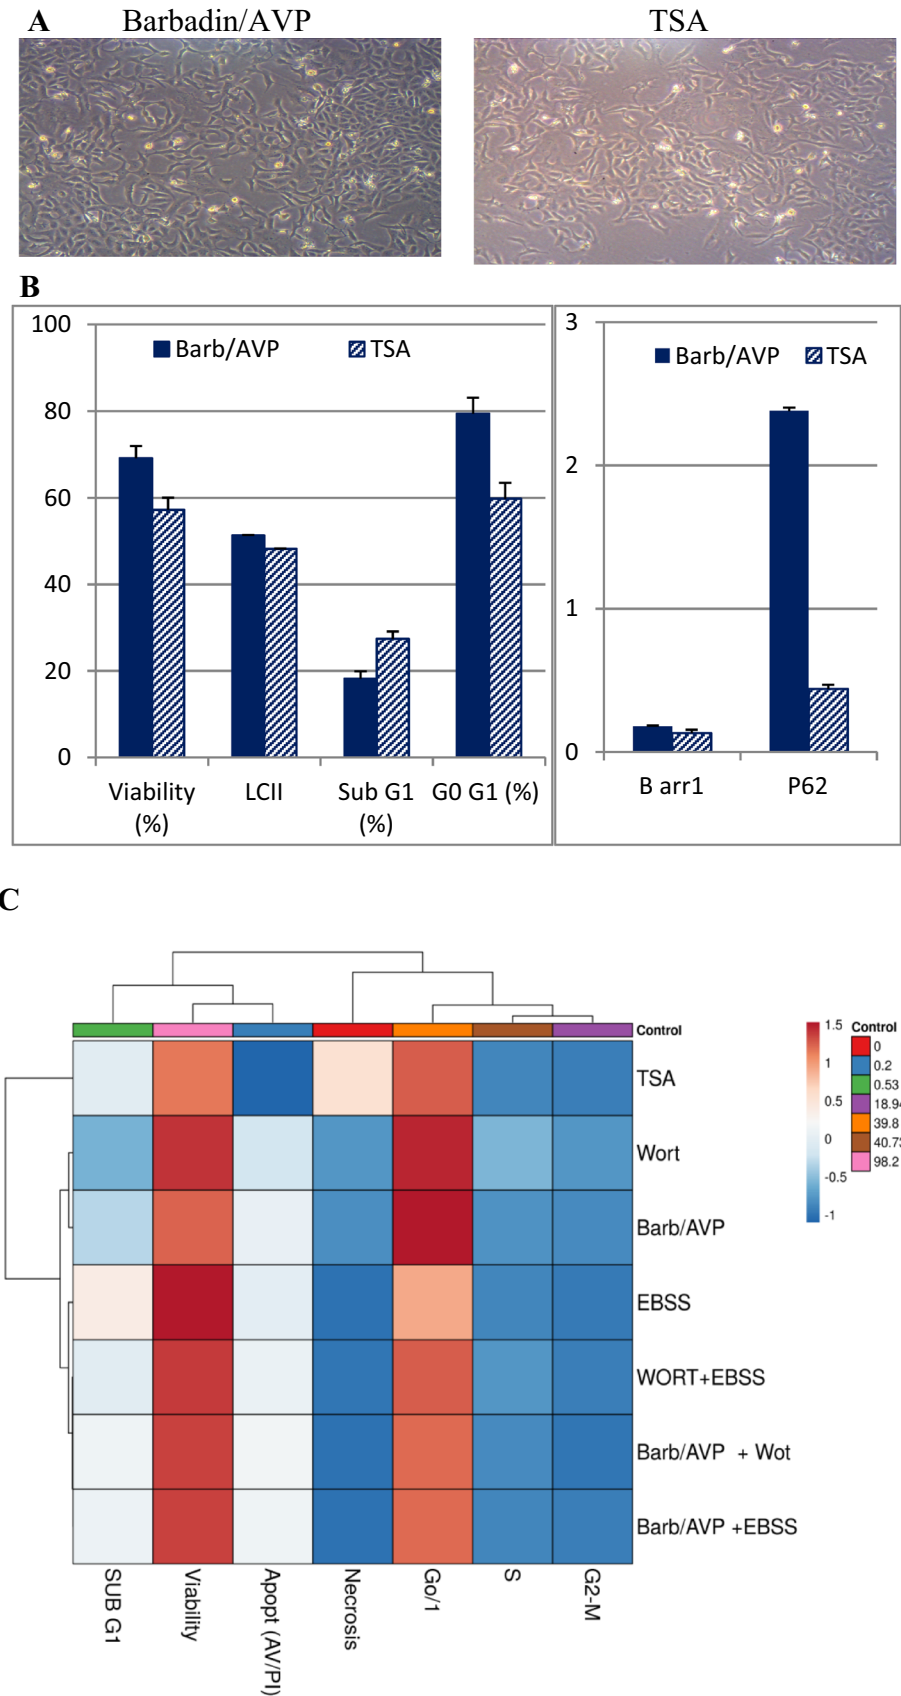 A Barbadin/AVP TSA
B
100
80
60
40
20
0
Barb/AVP TSA
Viability (%)
LCII
Sub G1 (%)
G0 G1 (%)
3
2
1
0
Barb/AVP TSA
B arr1
P62
C
Control
TSA
Wort
Barb/AVP
EBSS
WORT+EBSS
Barb/AVP + Wot
Barb/AVP +EBSS
SUB G1
Viability
Apopt (AV/PI)
Necrosis
Go/1
S
G2-M
1.5
1
0.5
0
-0.5
-1
Control
0
0.2
0.53
18.94
39.8
98.2